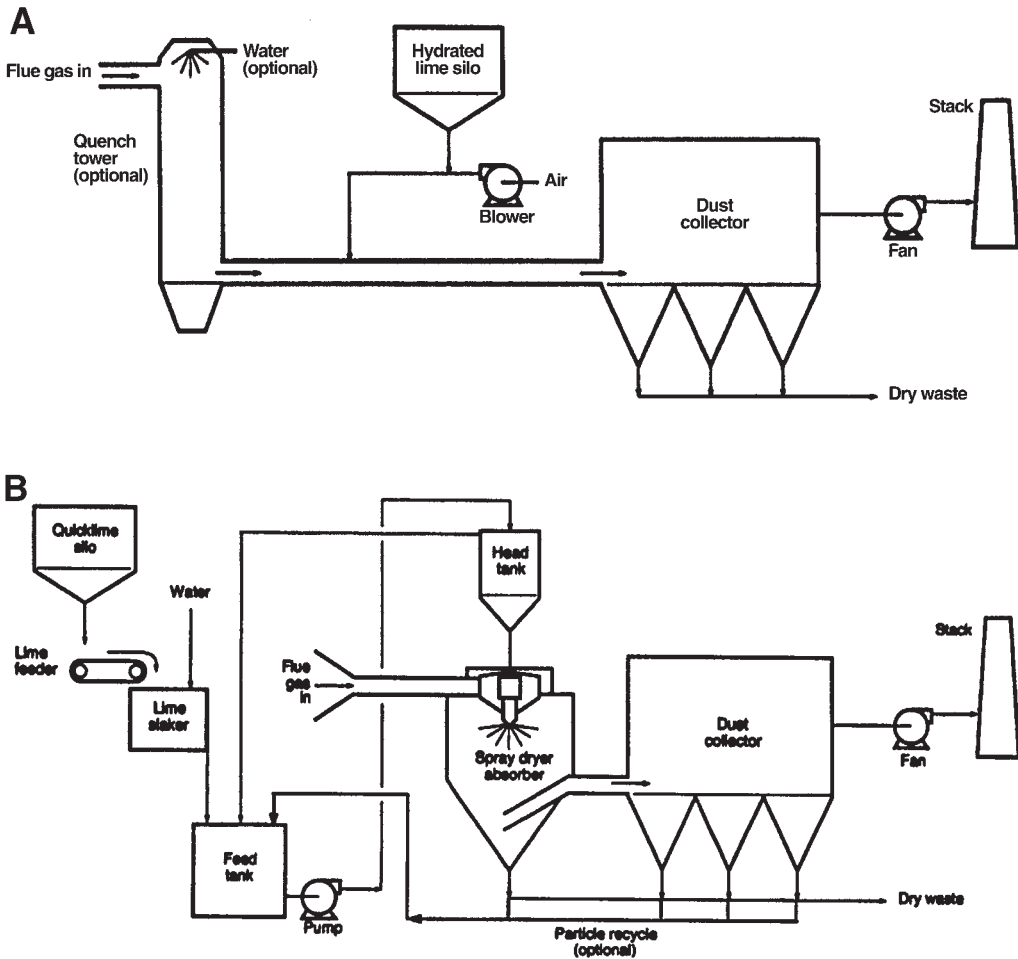 A
Flue gas in
Water
(optional)
Quench
tower
(optional)
Hydrated
lime silo
Air
Blower
Dust
collector
Stack
Fan
Dry waste
B
Quicklime
silo
Water
Lime
feeder
Lime
slaker
Feed
tank
Pump
Head
tank
Flue
gas
in
Spray dryer
absorber
Dust
collector
Stack
Fan
Dry waste
Particle recycle
(optional)